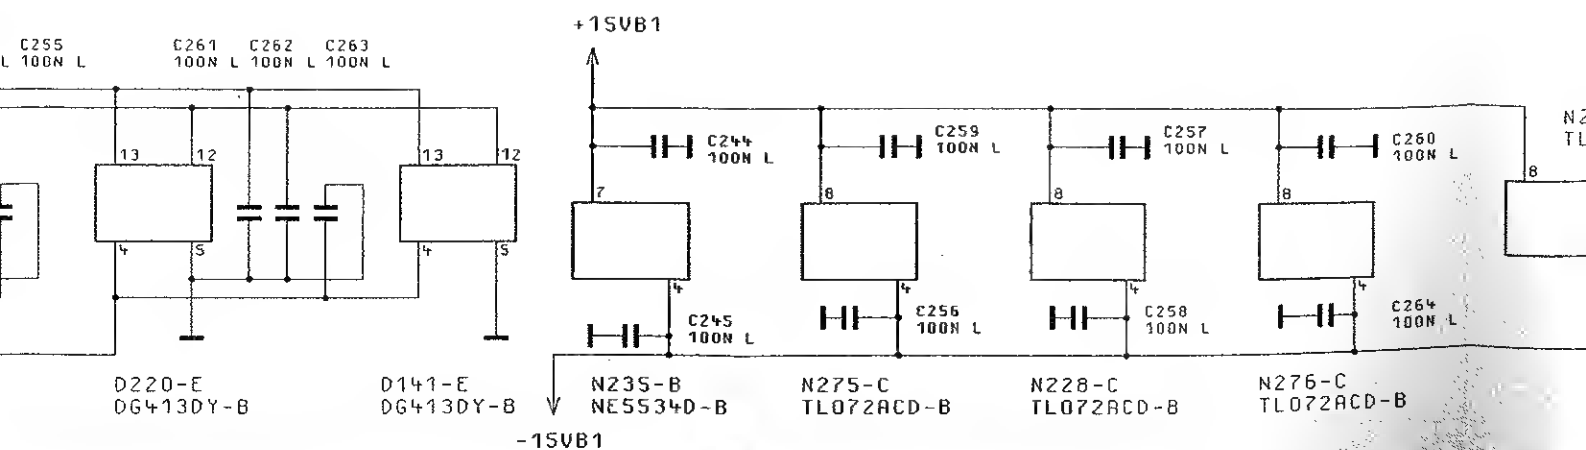 +15VB1
C255
L 100N L
C261 C262 C263
100N L 100N L 100N L
C244
100N L
C259
100N L
C257
100N L
C260
100N L
13 12 13 12
7 8 8 8 8
4 5 4 5
4 4 4 4
C245
100N L
C256
100N L
C258
100N L
C264
100N L
D220-E
DG413DY-B
D141-E
DG413DY-B
N235-B
NE5534D-B
N275-C
TL072ACD-B
N228-C
TL072ACD-B
N276-C
TL072ACD-B
-15VB1